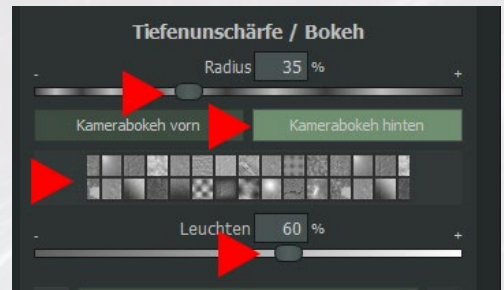 Tiefenunschärfe / Bokeh
Radius 35 %
- +
Kamerabokeh vorn Kamerabokeh hinten
Leuchten 60 %
- +